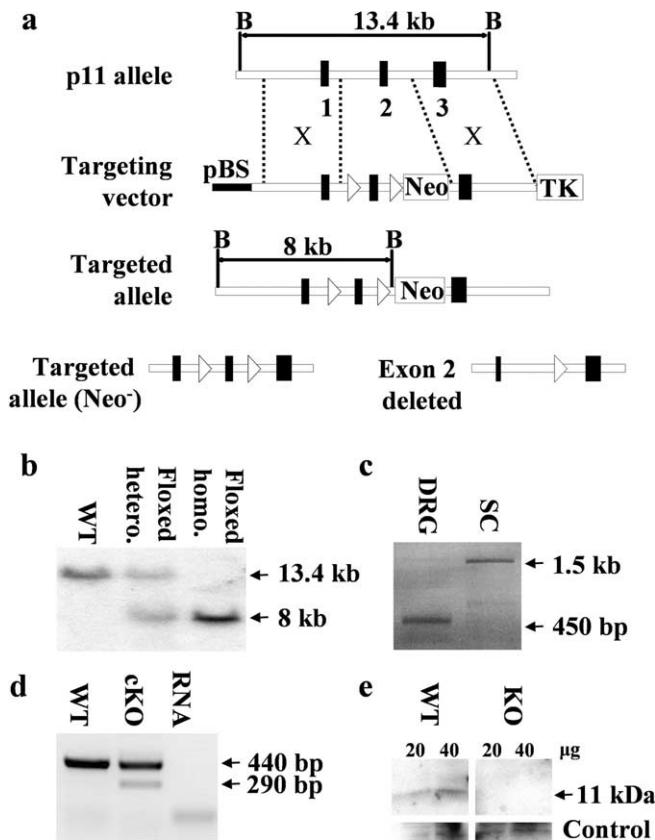 a
B 13.4 kb B
p11 allele
1 2 3
X X
Targeting vector
pBS
Neo
TK
B 8 kb B
Targeted allele
Neo
Targeted allele (Neo-)
Exon 2 deleted
b
WT
Floxed hetero.
Floxed homo.
13.4 kb
8 kb
c
DRG
SC
1.5 kb
450 bp
d
WT
cKO
RNA
440 bp
290 bp
e
WT KO
20 40 20 40 µg
11 kDa
Control